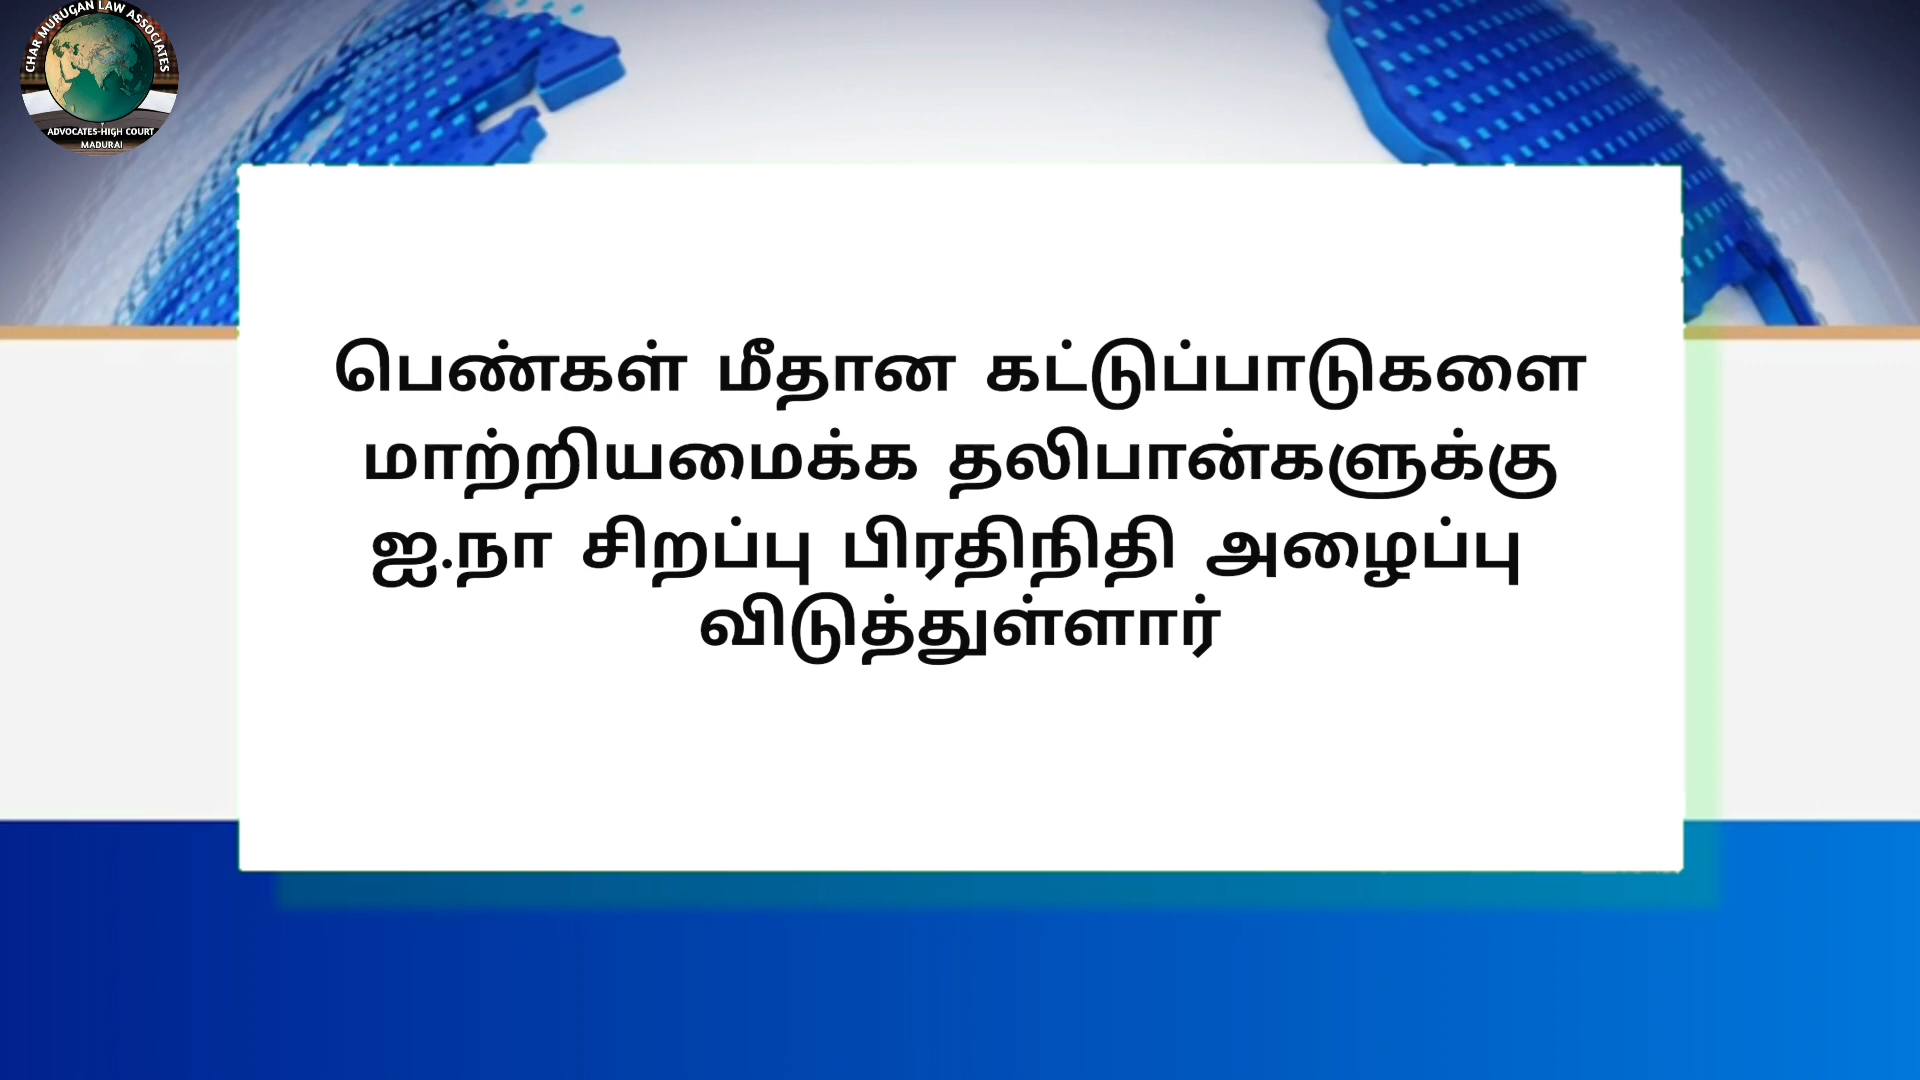 CHAR MURUGAN LAW ASSOCIATES
ADVOCATES-HIGH COURT
MADURAI
பெண்கள் மீதான கட்டுப்பாடுகளை
மாற்றியமைக்க தலிபான்களுக்கு
ஐ.நா சிறப்பு பிரதிநிதி அழைப்பு
விடுத்துள்ளார்